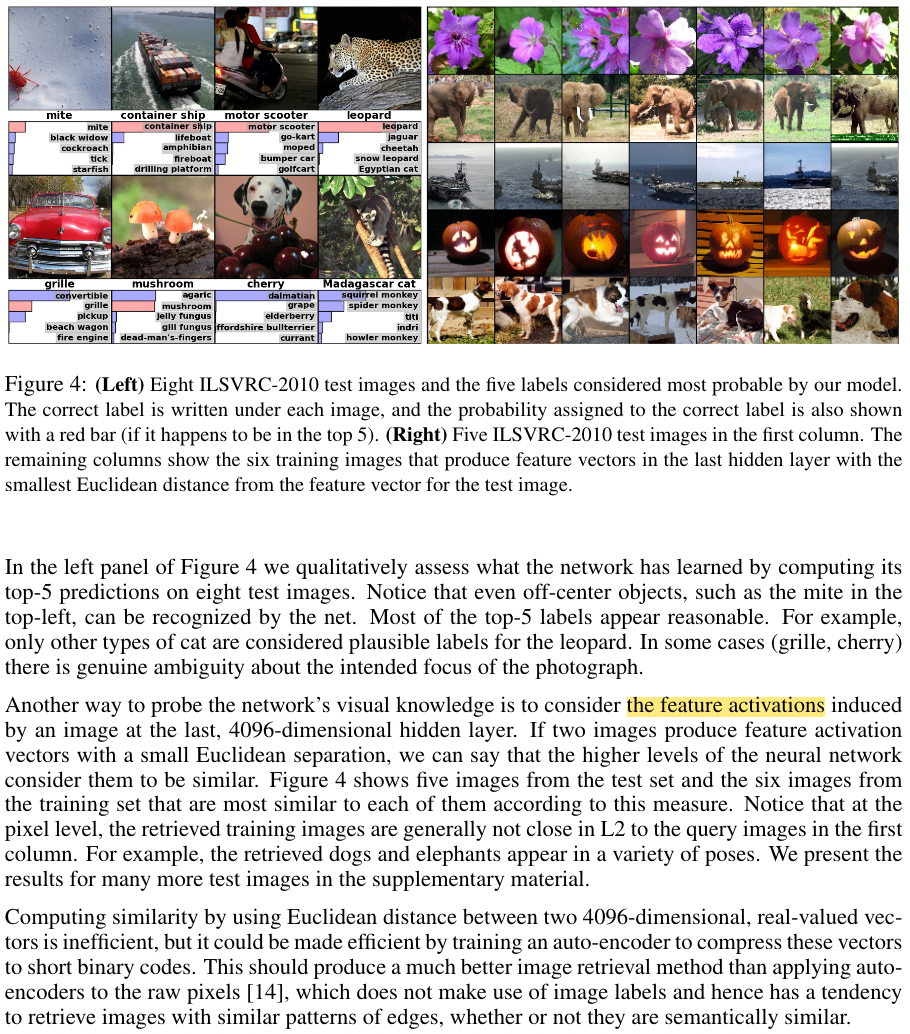 mite
container ship
motor scooter
leopard
mite
black widow
cockroach
tick
starfish
container ship
lifeboat
amphibian
fireboat
drilling platform
motor scooter
go-kart
moped
bumper car
golfcart
leopard
jaguar
cheetah
snow leopard
Egyptian cat
grille
mushroom
cherry
Madagascar cat
convertible
grille
pickup
beach wagon
fire engine
agaric
mushroom
jelly fungus
gill fungus
dead-man's-fingers
dalmatian
grape
elderberry
ffordshire bullterrier
currant
squirrel monkey
spider monkey
titi
indri
howler monkey
Figure 4: (Left) Eight ILSVRC-2010 test images and the five labels considered most probable by our model.
The correct label is written under each image, and the probability assigned to the correct label is also shown
with a red bar (if it happens to be in the top 5). (Right) Five ILSVRC-2010 test images in the first column. The
remaining columns show the six training images that produce feature vectors in the last hidden layer with the
smallest Euclidean distance from the feature vector for the test image.
In the left panel of Figure 4 we qualitatively assess what the network has learned by computing its
top-5 predictions on eight test images. Notice that even off-center objects, such as the mite in the
top-left, can be recognized by the net. Most of the top-5 labels appear reasonable. For example,
only other types of cat are considered plausible labels for the leopard. In some cases (grille, cherry)
there is genuine ambiguity about the intended focus of the photograph.
Another way to probe the network's visual knowledge is to consider the feature activations induced
by an image at the last, 4096-dimensional hidden layer. If two images produce feature activation
vectors with a small Euclidean separation, we can say that the higher levels of the neural network
consider them to be similar. Figure 4 shows five images from the test set and the six images from
the training set that are most similar to each of them according to this measure. Notice that at the
pixel level, the retrieved training images are generally not close in L2 to the query images in the first
column. For example, the retrieved dogs and elephants appear in a variety of poses. We present the
results for many more test images in the supplementary material.
Computing similarity by using Euclidean distance between two 4096-dimensional, real-valued vec-
tors is inefficient, but it could be made efficient by training an auto-encoder to compress these vectors
to short binary codes. This should produce a much better image retrieval method than applying auto-
encoders to the raw pixels [14], which does not make use of image labels and hence has a tendency
to retrieve images with similar patterns of edges, whether or not they are semantically similar.